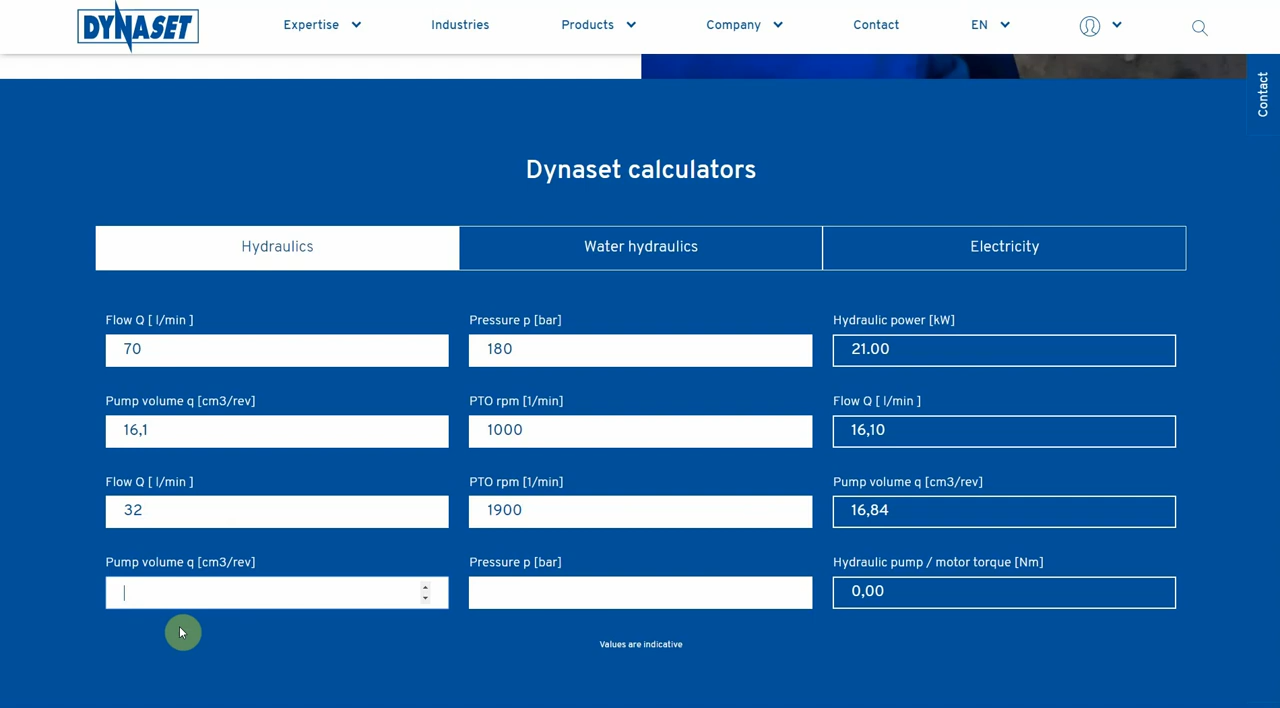 DYNASET
Expertise Industries Products Company Contact EN
Contact
Dynaset calculators
Hydraulics Water hydraulics Electricity
Flow Q [ l/min ] Pressure p [bar] Hydraulic power [kW]
70 180 21.00
Pump volume q [cm3/rev] PTO rpm [1/min] Flow Q [ l/min ]
16,1 1000 16,10
Flow Q [ l/min ] PTO rpm [1/min] Pump volume q [cm3/rev]
32 1900 16,84
Pump volume q [cm3/rev] Pressure p [bar] Hydraulic pump / motor torque [Nm]
0,00
Values are indicative